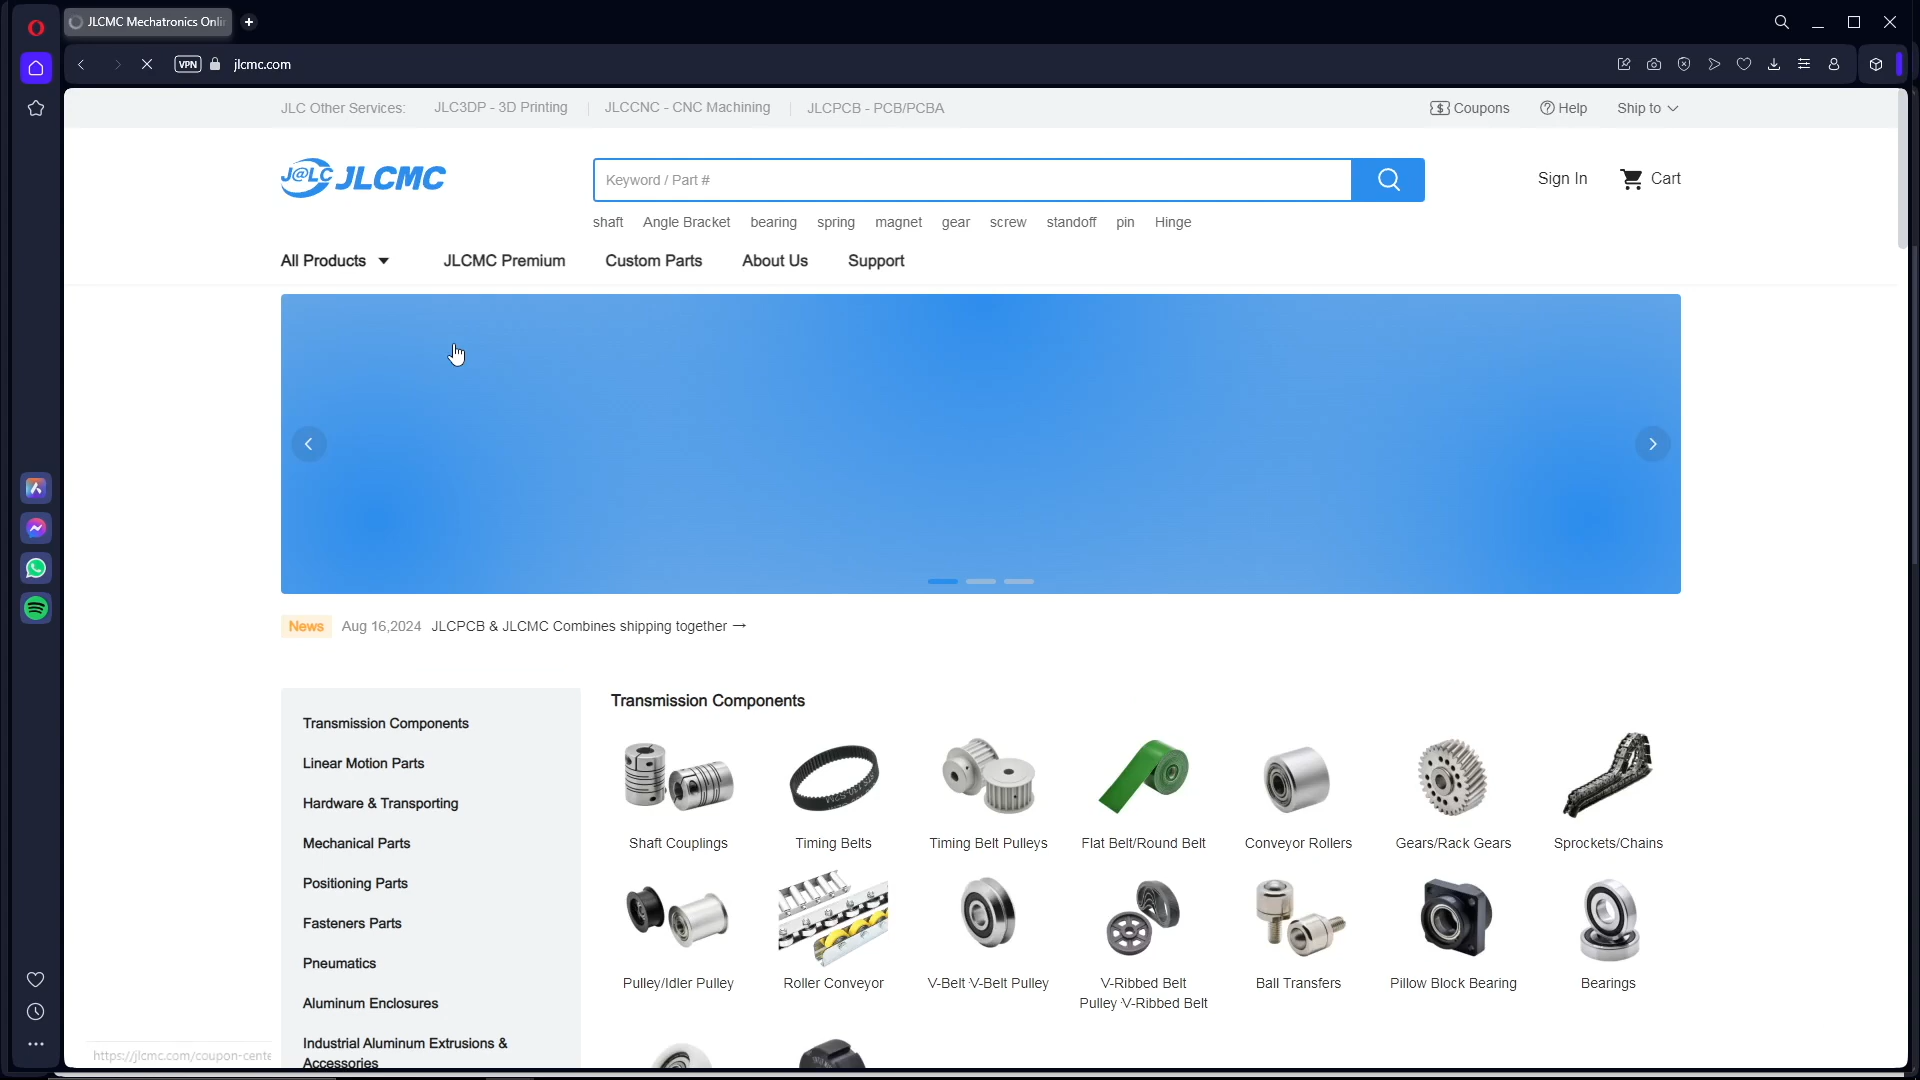 JLCMC Mechatronics Onli
VPN jlcmc.com
JLC Other Services: JLC3DP - 3D Printing JLCCNC - CNC Machining JLCPCB - PCB/PCBA Coupons Help Ship to
J@LC JLCMC Keyword / Part # Sign In Cart
shaft Angle Bracket bearing spring magnet gear screw standoff pin Hinge
All Products JLCMC Premium Custom Parts About Us Support
News Aug 16,2024 JLCPCB & JLCMC Combines shipping together →
Transmission Components
Linear Motion Parts
Hardware & Transporting
Mechanical Parts
Positioning Parts
Fasteners Parts
Pneumatics
Aluminum Enclosures
Industrial Aluminum Extrusions &
Accessories
Transmission Components
Shaft Couplings Timing Belts Timing Belt Pulleys Flat Belt/Round Belt Conveyor Rollers Gears/Rack Gears Sprockets/Chains
Pulley/Idler Pulley Roller Conveyor V-Belt V-Belt Pulley V-Ribbed Belt Ball Transfers Pillow Block Bearing Bearings
Pulley V-Ribbed Belt
https://jlcmc.com/coupon-cente